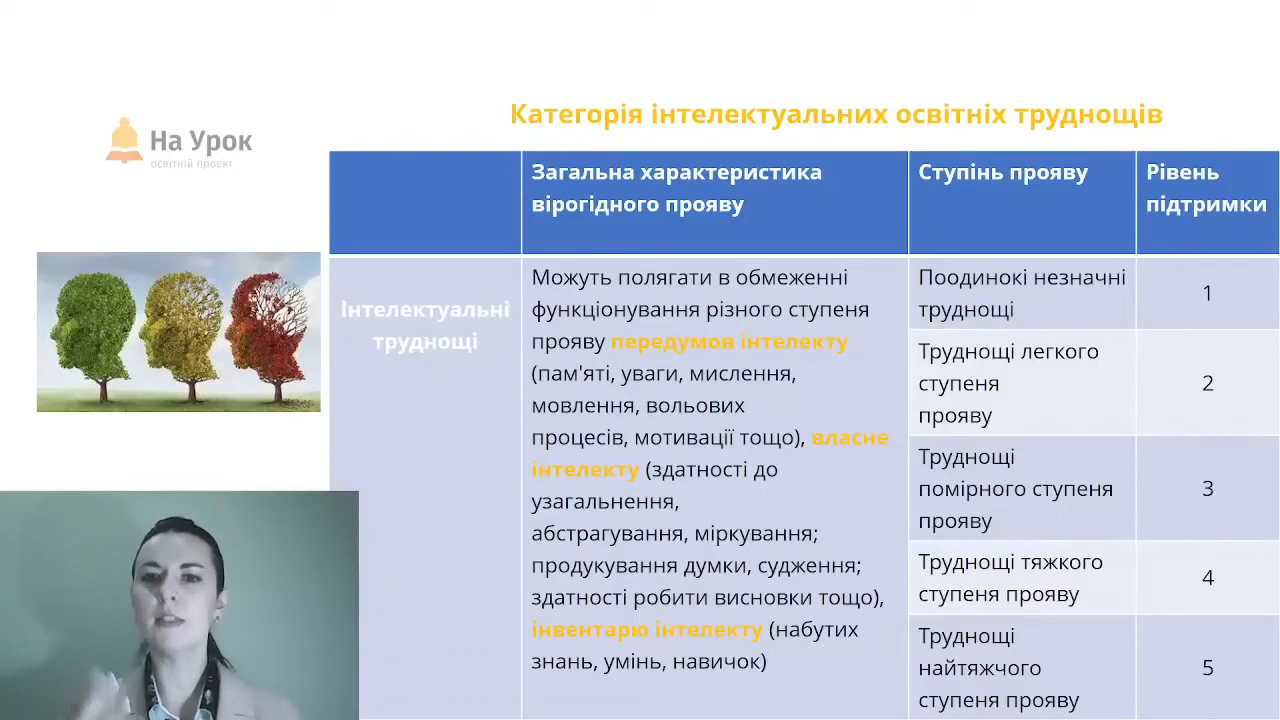 Категорія інтелектуальних освітніх труднощів
На Урок
освітній проект
Загальна характеристика
вірогідного прояву
Ступінь прояву
Рівень
підтримки
Інтелектуальні
труднощі
Можуть полягати в обмеженні
функціонування різного ступеня
прояву передумов інтелекту
(пам'яті, уваги, мислення,
мовлення, вольових
процесів, мотивації тощо), власне
інтелекту (здатності до
узагальнення,
абстрагування, міркування;
продукування думки, судження;
здатності робити висновки тощо),
інвентарю інтелекту (набутих
знань, умінь, навичок)
Поодинокі незначні
труднощі
1
Труднощі легкого
ступеня
прояву
2
Труднощі
помірного ступеня
прояву
3
Труднощі тяжкого
ступеня прояву
4
Труднощі
найтяжчого
ступеня прояву
5